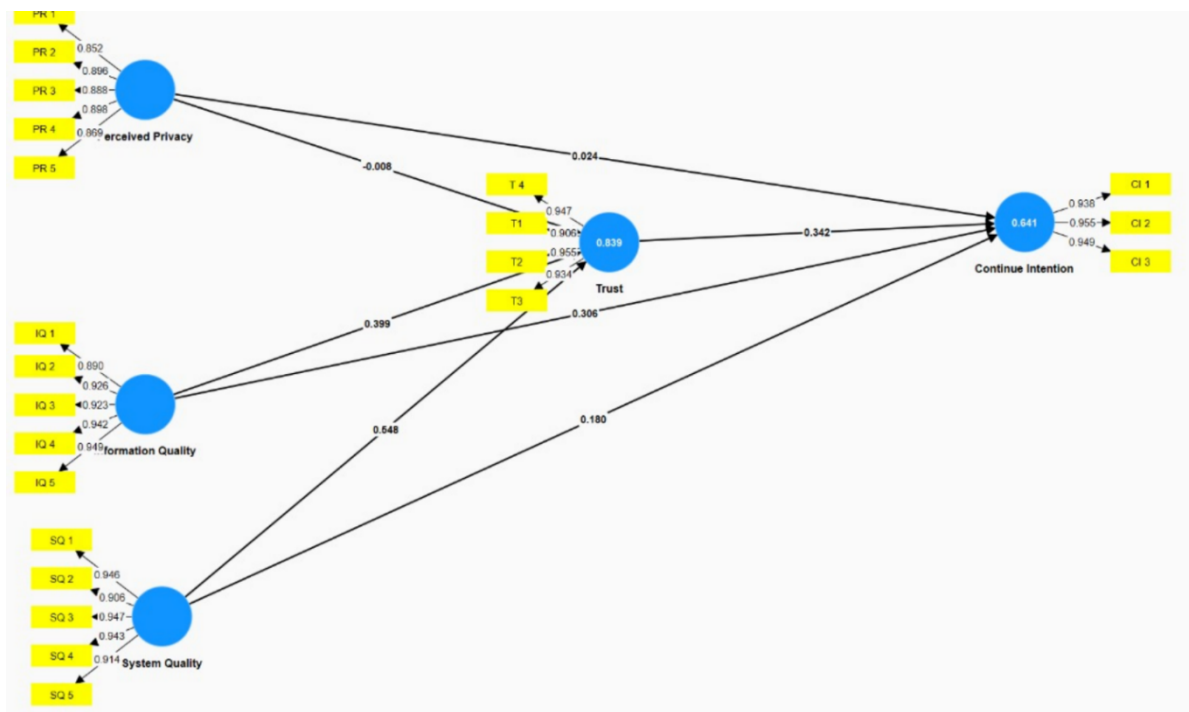 PR 1
0.852
PR 2
0.896
PR 3
0.888
PR 4
0.898
PR 5
0.869
erceived Privacy
0.024
-0.008
T 4
0.947
T1
0.906
T2
0.955
T3
0.934
0.839
Trust
0.342
0.641
Continue Intention
CI 1
0.938
CI 2
0.955
CI 3
0.949
0.306
0.399
IQ 1
0.890
IQ 2
0.926
IQ 3
0.923
IQ 4
0.942
IQ 5
0.949
formation Quality
0.548
0.180
SQ 1
0.946
SQ 2
0.906
SQ 3
0.947
SQ 4
0.943
SQ 5
0.914
System Quality